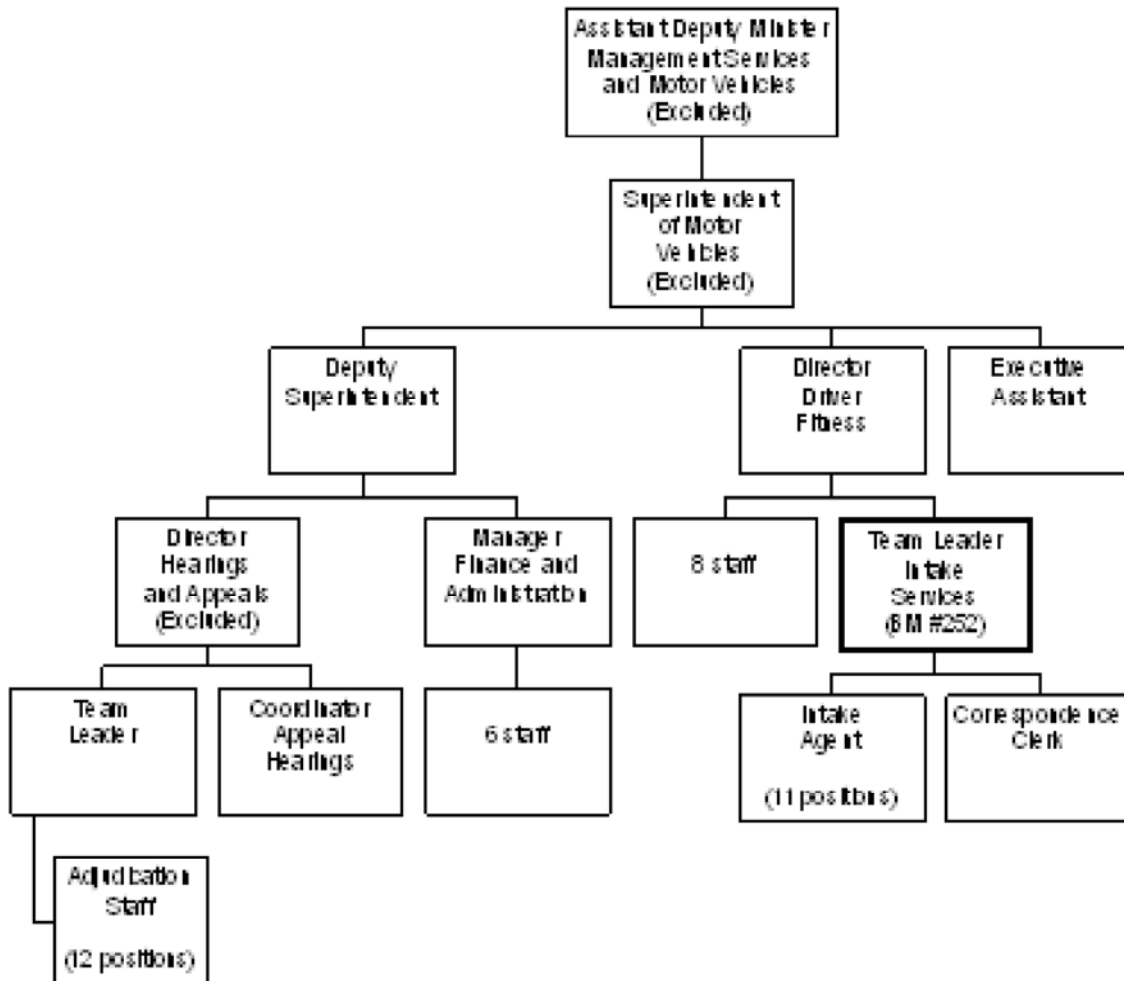 Assistant Deputy Minister
Management Services
and Motor Vehicles
(Excluded)
Superintendent
of Motor
Vehicles
(Excluded)
Deputy
Superintendent
Director
Driver
Fitness
Executive
Assistant
Director
Hearings
and Appeals
(Excluded)
Manager
Finance and
Administration
8 staff
Team Leader
Intake
Services
(BM #252)
Team
Leader
Coordinator
Appeal
Hearings
6 staff
Intake
Agent
(11 positions)
Correspondence
Clerk
Adjudication
Staff
(12 positions)